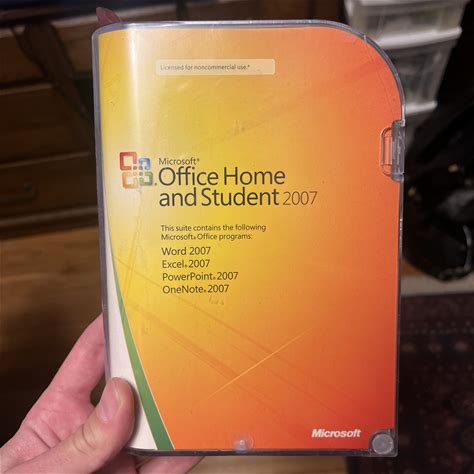 Licensed for noncommercial use.*
Microsoft®
Office Home
and Student 2007
This suite contains the following
Microsoft® Office programs:
Word 2007
Excel® 2007
PowerPoint® 2007
OneNote® 2007
Microsoft